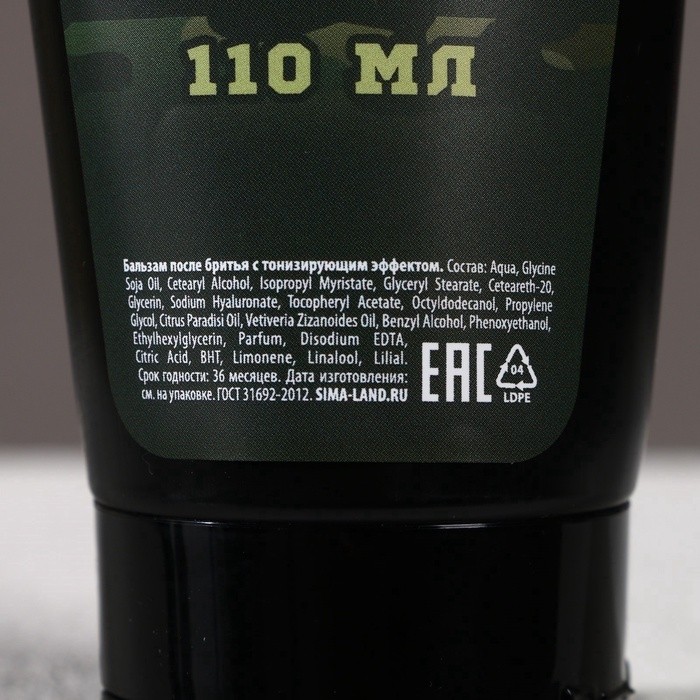 110 МЛ
Бальзам после бритья с тонизирующим эффектом. Состав: Aqua, Glycine
Soja Oil, Cetearyl Alcohol, Isopropyl Myristate, Glyceryl Stearate, Ceteareth-20,
Glycerin, Sodium Hyaluronate, Tocopheryl Acetate, Octyldodecanol, Propylene
Glycol, Citrus Paradisi Oil, Vetiveria Zizanoides Oil, Benzyl Alcohol, Phenoxyethanol,
Ethylhexylglycerin, Parfum, Disodium EDTA,
Citric Acid, BHT, Limonene, Linalool, Lilial.
Срок годности: 36 месяцев. Дата изготовления:
см. на упаковке. ГОСТ 31692-2012. SIMA-LAND.RU
EAC
04
LDPE